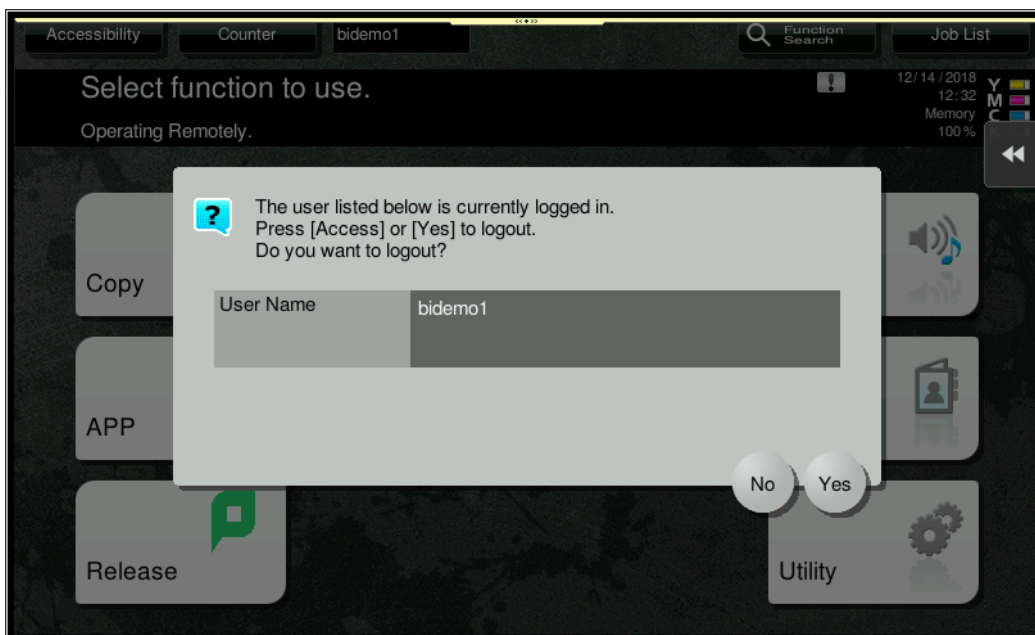 Accessibility
Counter
bidemo1
Function
Search
Job List
Select function to use.
Operating Remotely.
12/14/2018
12:32
Memory
100%
Y
M
C
?
The user listed below is currently logged in.
Press [Access] or [Yes] to logout.
Do you want to logout?
User Name
bidemo1
Copy
APP
No
Yes
Release
Utility